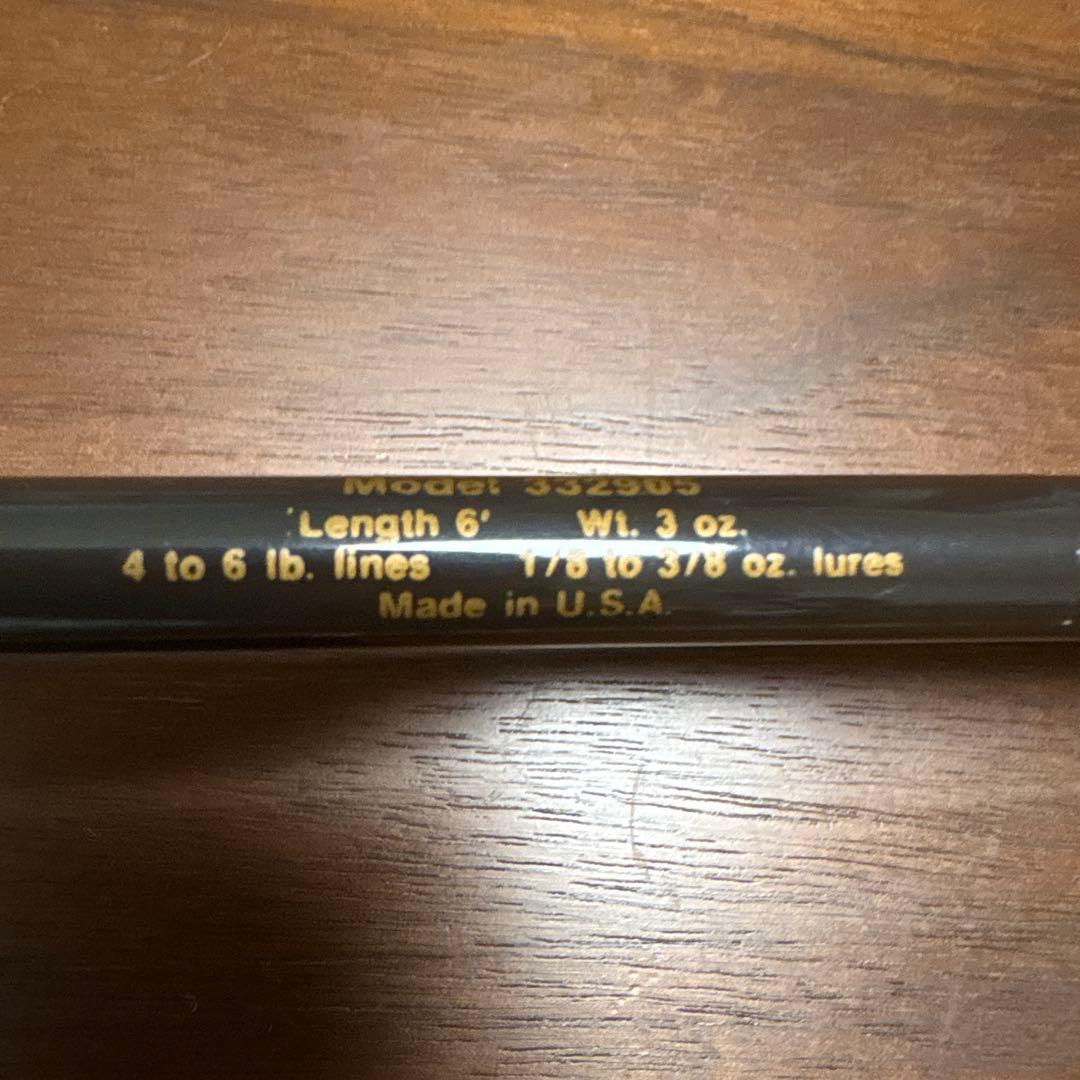 Model 332905
Length 6' Wt. 3 oz.
4 to 6 lb. lines 1/8 to 3/8 oz. lures
Made in U.S.A.